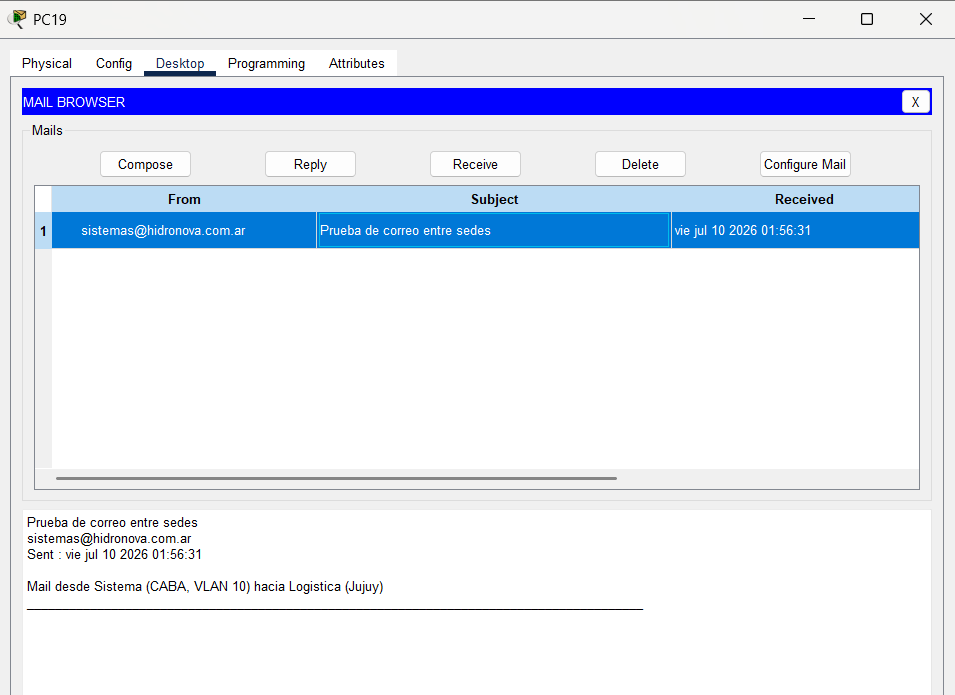 PC19
Physical Config Desktop Programming Attributes
MAIL BROWSER X
Mails
Compose Reply Receive Delete Configure Mail
From Subject Received
1 sistemas@hidronova.com.ar Prueba de correo entre sedes vie jul 10 2026 01:56:31
Prueba de correo entre sedes
sistemas@hidronova.com.ar
Sent : vie jul 10 2026 01:56:31
Mail desde Sistema (CABA, VLAN 10) hacia Logistica (Jujuy)